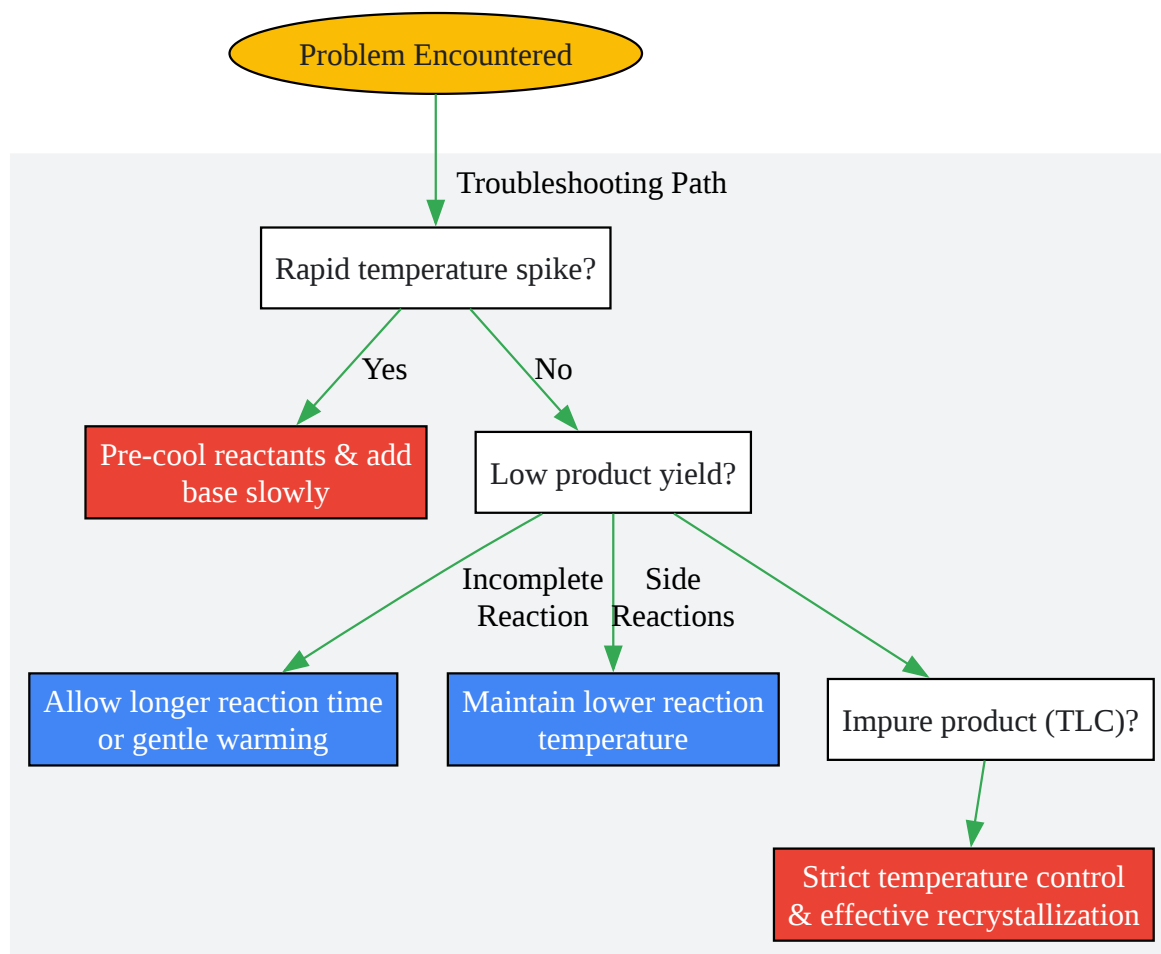 Problem Encountered
Troubleshooting Path
Rapid temperature spike?
Yes
No
Pre-cool reactants & add
base slowly
Low product yield?
Incomplete
Reaction
Side
Reactions
Allow longer reaction time
or gentle warming
Maintain lower reaction
temperature
Impure product (TLC)?
Strict temperature control
& effective recrystallization